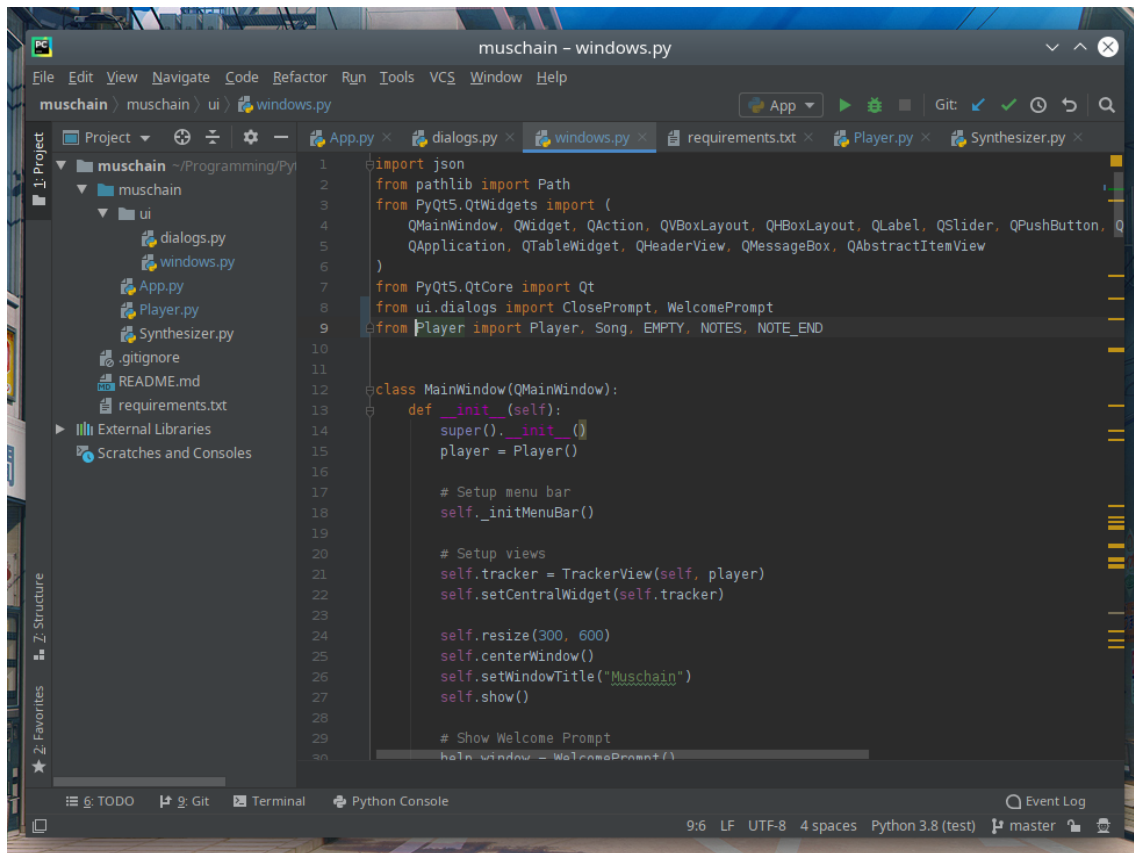 PC
muschain – windows.py
File Edit View Navigate Code Refactor Run Tools VCS Window Help
muschain muschain ui windows.py App Git:
Project App.py dialogs.py windows.py requirements.txt Player.py Synthesizer.py
1: Project
muschain ~/Programming/Pyt
muschain
ui
dialogs.py
windows.py
App.py
Player.py
Synthesizer.py
.gitignore
README.md
requirements.txt
External Libraries
Scratches and Consoles
Z: Structure
2: Favorites
1 import json
2 from pathlib import Path
3 from PyQt5.QtWidgets import (
4 QMainWindow, QWidget, QAction, QVBoxLayout, QHBoxLayout, QLabel, QSlider, QPushButton, Q
5 QApplication, QTableWidget, QHeaderView, QMessageBox, QAbstractItemView
6 )
7 from PyQt5.QtCore import Qt
8 from ui.dialogs import ClosePrompt, WelcomePrompt
9 from Player import Player, Song, EMPTY, NOTES, NOTE_END
10
11
12 class MainWindow(QMainWindow):
13 def __init__(self):
14 super().__init__()
15 player = Player()
16
17 # Setup menu bar
18 self._initMenuBar()
19
20 # Setup views
21 self.tracker = TrackerView(self, player)
22 self.setCentralWidget(self.tracker)
23
24 self.resize(300, 600)
25 self.centerWindow()
26 self.setWindowTitle("Muschain")
27 self.show()
28
29 # Show Welcome Prompt
30 help_window = WelcomePrompt()
6: TODO 9: Git Terminal Python Console Event Log
9:6 LF UTF-8 4 spaces Python 3.8 (test) master